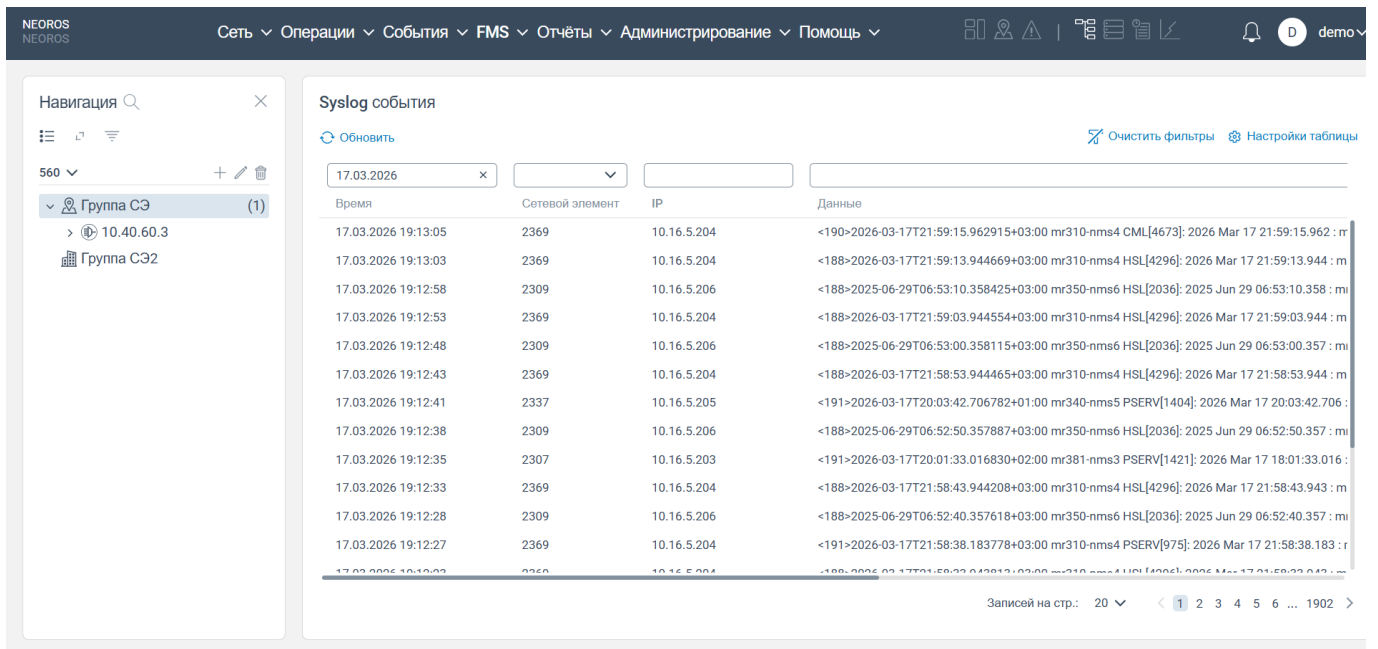 NEOROS
NEOROS
Сеть Операции События FMS Отчёты Администрирование Помощь
D demo
Навигация
560
Группа СЭ (1)
10.40.60.3
Группа СЭ2
Syslog события
Обновить Очистить фильтры Настройки таблицы
17.03.2026
Время Сетевой элемент IP Данные
17.03.2026 19:13:05 2369 10.16.5.204 <190>2026-03-17T21:59:15.962915+03:00 mr310-nms4 CML[4673]: 2026 Mar 17 21:59:15.962 : m
17.03.2026 19:13:03 2369 10.16.5.204 <188>2026-03-17T21:59:13.944669+03:00 mr310-nms4 HSL[4296]: 2026 Mar 17 21:59:13.944 : m
17.03.2026 19:12:58 2309 10.16.5.206 <188>2025-06-29T06:53:10.358425+03:00 mr350-nms6 HSL[2036]: 2025 Jun 29 06:53:10.358 : m
17.03.2026 19:12:53 2369 10.16.5.204 <188>2026-03-17T21:59:03.944554+03:00 mr310-nms4 HSL[4296]: 2026 Mar 17 21:59:03.944 : m
17.03.2026 19:12:48 2309 10.16.5.206 <188>2025-06-29T06:53:00.358115+03:00 mr350-nms6 HSL[2036]: 2025 Jun 29 06:53:00.357 : m
17.03.2026 19:12:43 2369 10.16.5.204 <188>2026-03-17T21:58:53.944465+03:00 mr310-nms4 HSL[4296]: 2026 Mar 17 21:58:53.944 : m
17.03.2026 19:12:41 2337 10.16.5.205 <191>2026-03-17T20:03:42.706782+01:00 mr340-nms5 PSERV[1404]: 2026 Mar 17 20:03:42.706 :
17.03.2026 19:12:38 2309 10.16.5.206 <188>2025-06-29T06:52:50.357887+03:00 mr350-nms6 HSL[2036]: 2025 Jun 29 06:52:50.357 : m
17.03.2026 19:12:35 2307 10.16.5.203 <191>2026-03-17T20:01:33.016830+02:00 mr381-nms3 PSERV[1421]: 2026 Mar 17 18:01:33.016 :
17.03.2026 19:12:33 2369 10.16.5.204 <188>2026-03-17T21:58:43.944208+03:00 mr310-nms4 HSL[4296]: 2026 Mar 17 21:58:43.943 : m
17.03.2026 19:12:28 2309 10.16.5.206 <188>2025-06-29T06:52:40.357618+03:00 mr350-nms6 HSL[2036]: 2025 Jun 29 06:52:40.357 : m
17.03.2026 19:12:27 2369 10.16.5.204 <191>2026-03-17T21:58:38.183778+03:00 mr310-nms4 PSERV[975]: 2026 Mar 17 21:58:38.183 :
Записей на стр.: 20 1 2 3 4 5 6 ... 1902